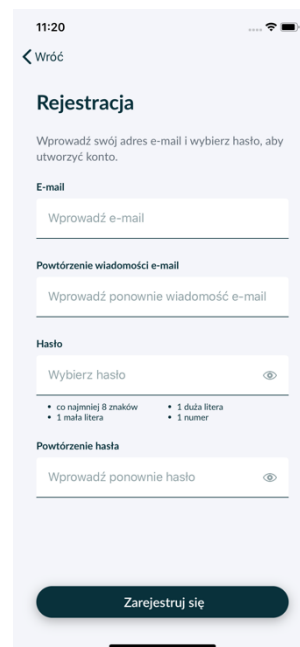 11:20
Wróć
Rejestracja
Wprowadź swój adres e-mail i wybierz hasło, aby
utworzyć konto.
E-mail
Wprowadź e-mail
Powtórzenie wiadomości e-mail
Wprowadź ponownie wiadomość e-mail
Hasło
Wybierz hasło
• co najmniej 8 znaków • 1 duża litera
• 1 mała litera • 1 numer
Powtórzenie hasła
Wprowadź ponownie hasło
Zarejestruj się